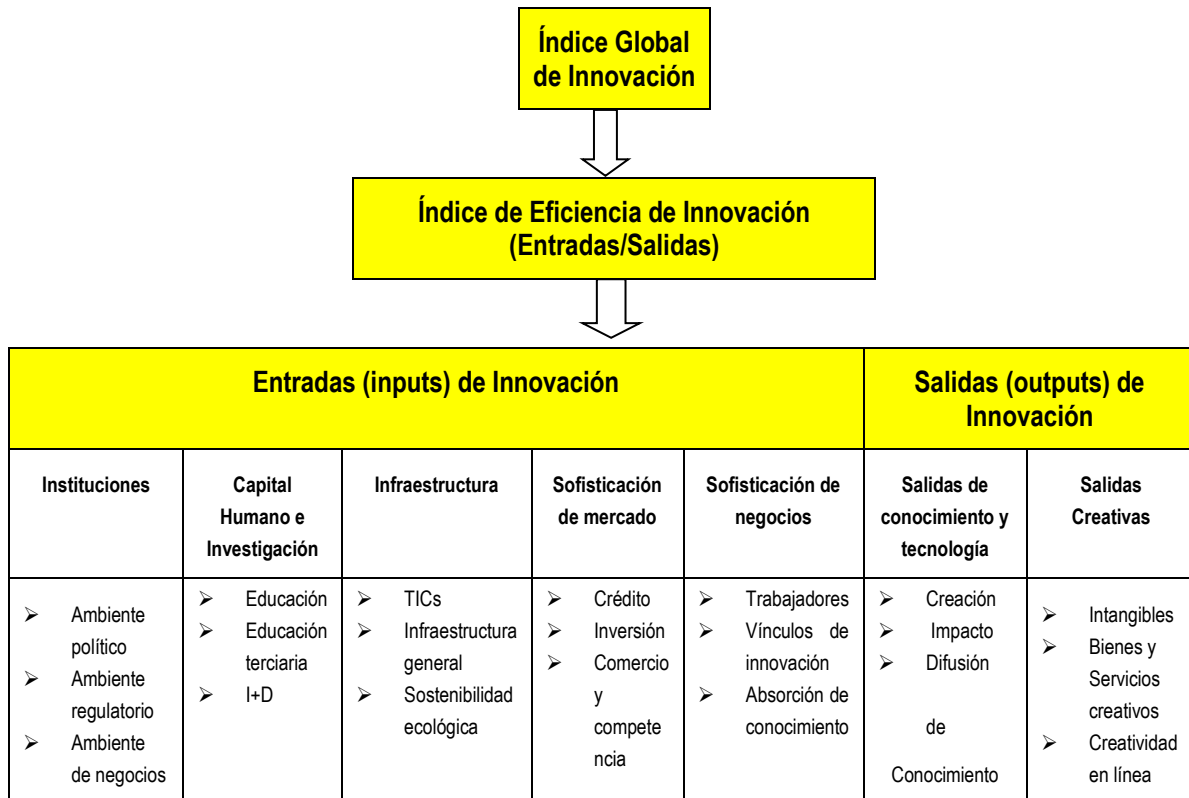 Índice Global
de Innovación
Índice de Eficiencia de Innovación
(Entradas/Salidas)
Entradas (inputs) de Innovación
Salidas (outputs) de
Innovación
Instituciones
Capital
Humano e
Investigación
Infraestructura
Sofisticación
de mercado
Sofisticación de
negocios
Salidas de
conocimiento y
tecnología
Salidas
Creativas
➢ Ambiente
político
➢ Ambiente
regulatorio
➢ Ambiente
de negocios
➢ Educación
➢ Educación
terciaria
➢ I+D
➢ TICs
➢ Infraestructura
general
➢ Sostenibilidad
ecológica
➢ Crédito
➢ Inversión
➢ Comercio
y
compete
ncia
➢ Trabajadores
➢ Vínculos de
innovación
➢ Absorción de
conocimiento
➢ Creación
➢ Impacto
➢ Difusión
de
Conocimiento
➢ Intangibles
➢ Bienes y
Servicios
creativos
➢ Creatividad
en línea